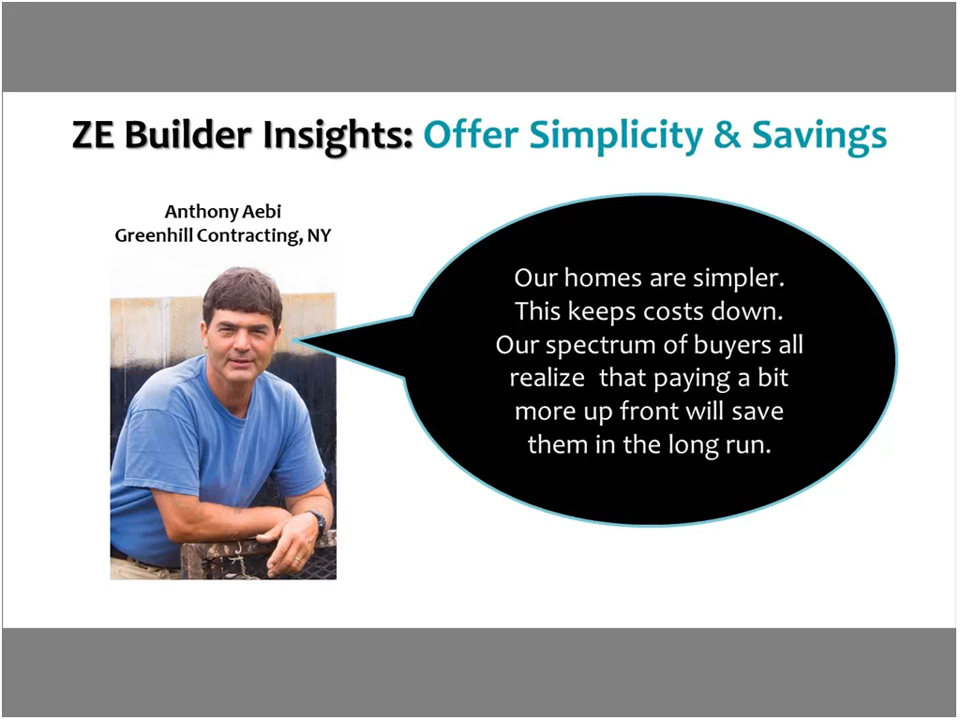 ZE Builder Insights: Offer Simplicity & Savings
Anthony Aebi
Greenhill Contracting, NY
Our homes are simpler.
This keeps costs down.
Our spectrum of buyers all
realize that paying a bit
more up front will save
them in the long run.